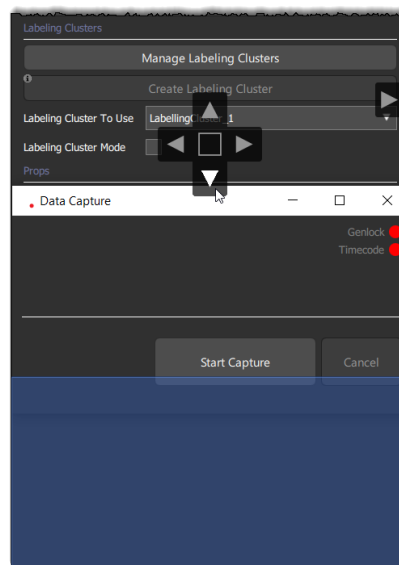 Labeling Clusters
Manage Labeling Clusters
Create Labeling Cluster
Labeling Cluster To Use
LabellingCluster_1
Labeling Cluster Mode
Props
Data Capture
Genlock
Timecode
Start Capture
Cancel